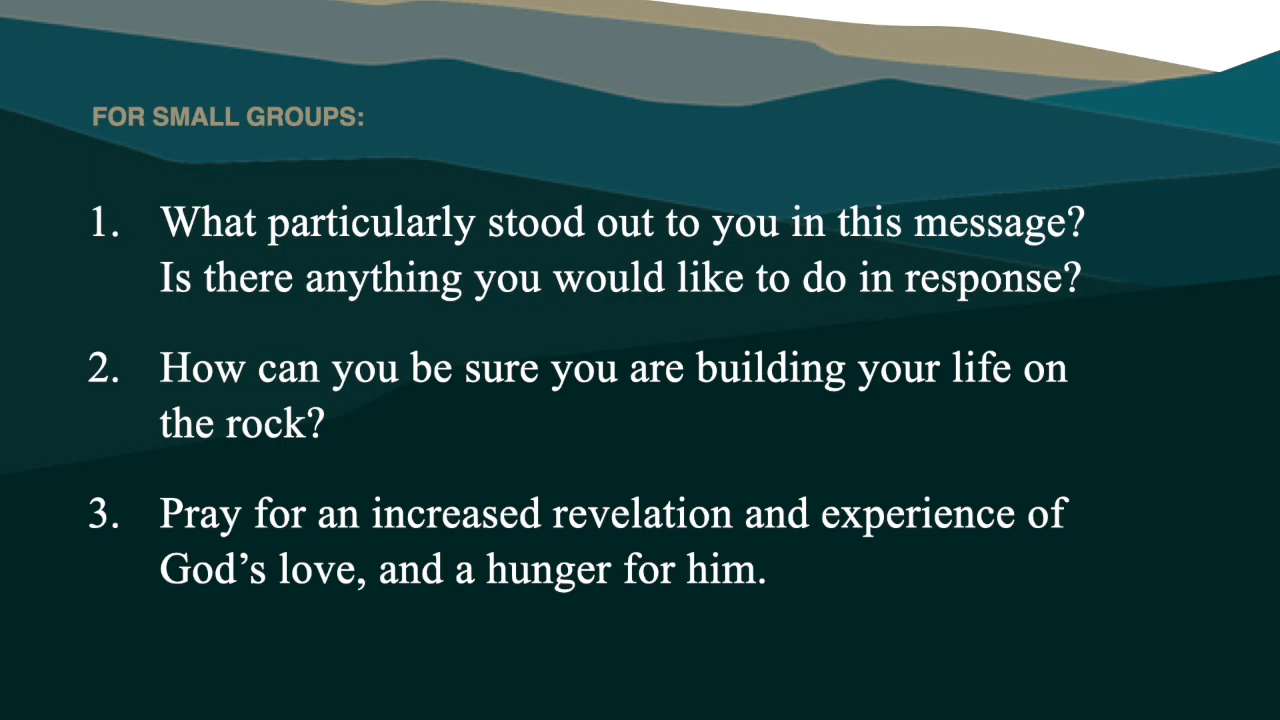 FOR SMALL GROUPS:
1. What particularly stood out to you in this message?
Is there anything you would like to do in response?
2. How can you be sure you are building your life on
the rock?
3. Pray for an increased revelation and experience of
God’s love, and a hunger for him.